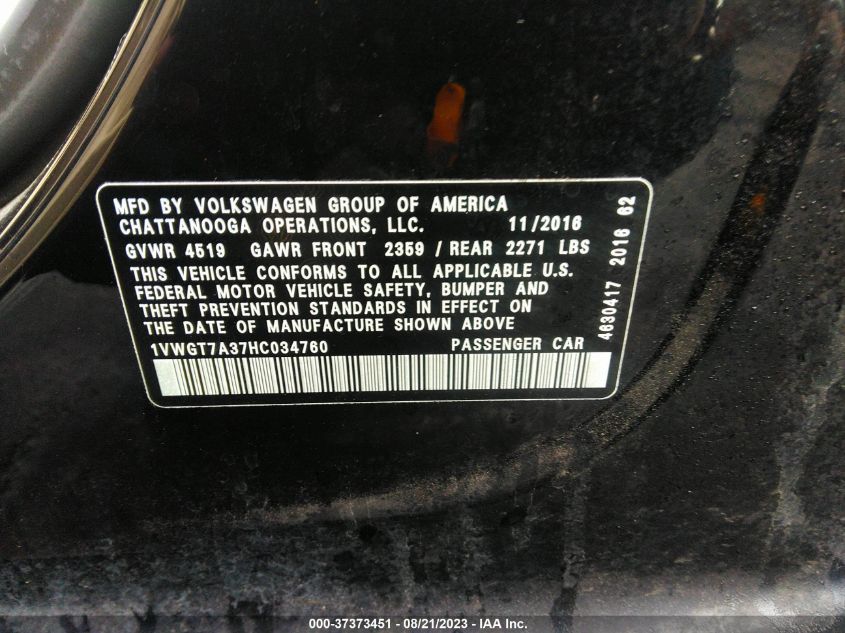 MFD BY VOLKSWAGEN GROUP OF AMERICA
CHATTANOOGA OPERATIONS, LLC. 11/2016
GVWR 4519 GAWR FRONT 2359 / REAR 2271 LBS
THIS VEHICLE CONFORMS TO ALL APPLICABLE U.S.
FEDERAL MOTOR VEHICLE SAFETY, BUMPER AND
THEFT PREVENTION STANDARDS IN EFFECT ON
THE DATE OF MANUFACTURE SHOWN ABOVE
1VWGT7A37HC034760 PASSENGER CAR
4630417 2016 62
000-37373451 - 08/21/2023 - IAA Inc.